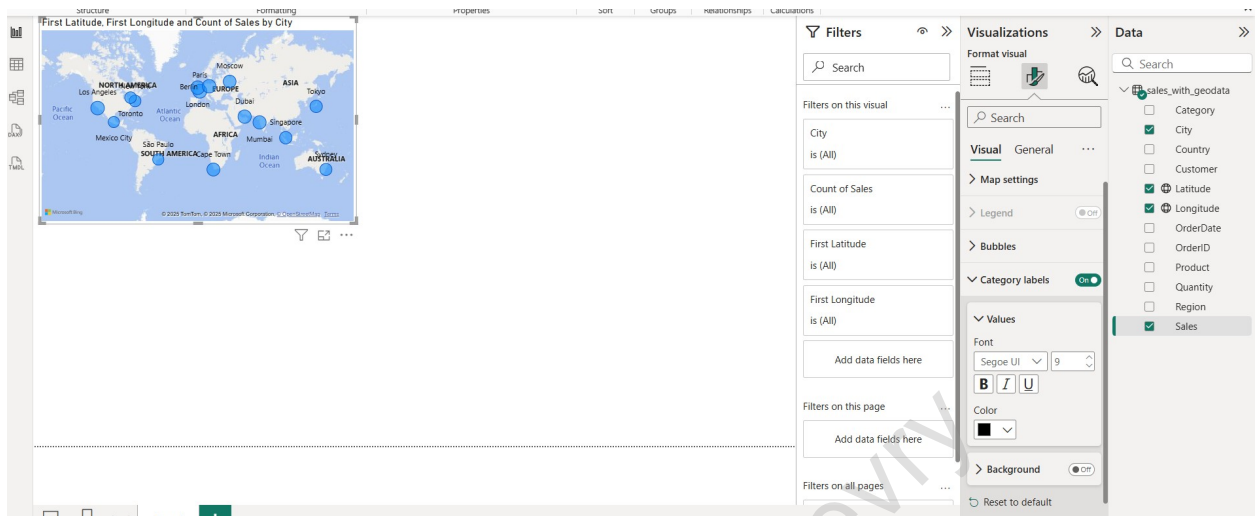 Structure
Formatting
Properties
Sort
Groups
Relationships
Calculations
First Latitude, First Longitude and Count of Sales by City
Moscow
Paris
NORTH AMERICA
Berlin
EUROPE
ASIA
Los Angeles
Tokyo
London
Dubai
Pacific
Ocean
Toronto
Atlantic
Ocean
Singapore
Mexico City
AFRICA
Mumbai
São Paulo
SOUTH AMERICA
Cape Town
Indian
Ocean
Sydney
AUSTRALIA
Microsoft Bing
© 2025 TomTom, © 2025 Microsoft Corporation, © OpenStreetMap Terms
DAX
TMDL
Filters
Search
Filters on this visual
City
is (All)
Count of Sales
is (All)
First Latitude
is (All)
First Longitude
is (All)
Add data fields here
Filters on this page
Add data fields here
Filters on all pages
Visualizations
Format visual
Search
Visual General
Map settings
Legend Off
Bubbles
Category labels On
Values
Font
Segoe UI 9
B I U
Color
Background Off
Reset to default
Data
Search
sales_with_geodata
Category
City
Country
Customer
Latitude
Longitude
OrderDate
OrderID
Product
Quantity
Region
Sales